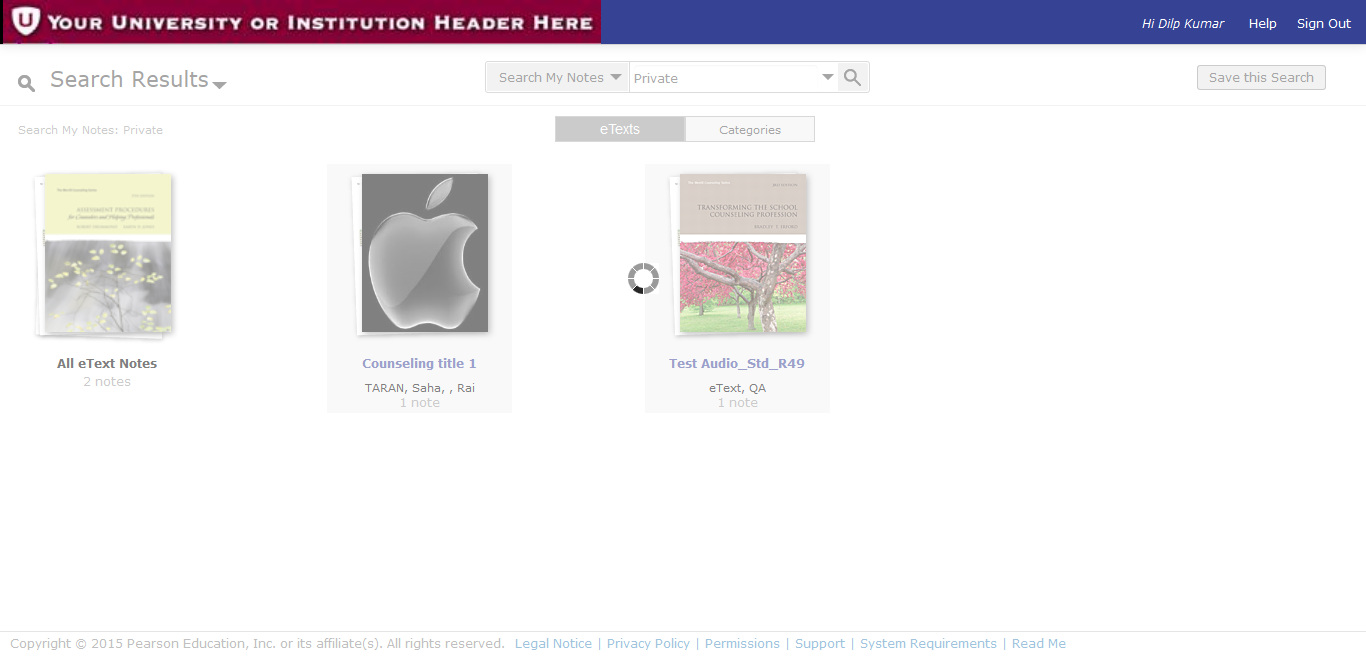 YOUR UNIVERSITY OR INSTITUTION HEADER HERE
Hi Dilp Kumar Help Sign Out
Search Results
Search My Notes Private
Save this Search
Search My Notes: Private
eTexts Categories
ASSESSMENT PROCEDURES
for Counselors and Helping Professionals
TRANSFORMING THE SCHOOL
COUNSELING PROFESSION
All eText Notes
2 notes
Counseling title 1
TARAN, Saha, , Rai
1 note
Test Audio_Std_R49
eText, QA
1 note
Copyright © 2015 Pearson Education, Inc. or its affiliate(s). All rights reserved. Legal Notice | Privacy Policy | Permissions | Support | System Requirements | Read Me